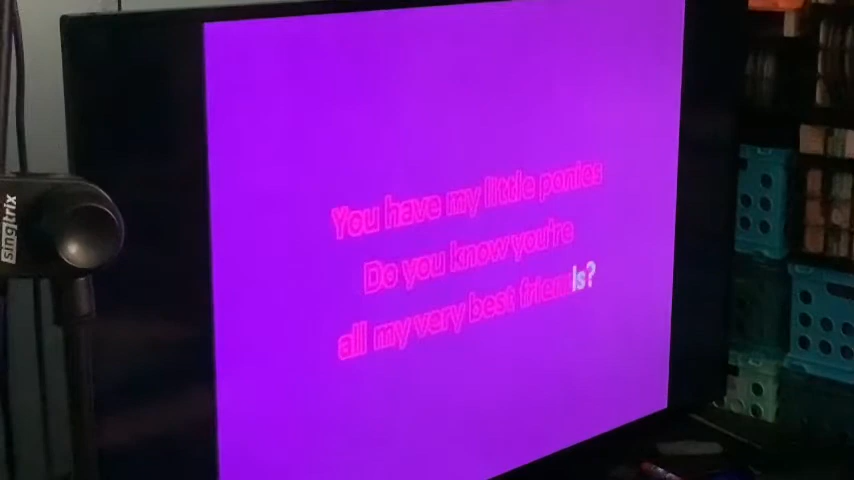 You have my little ponies
Do you know you're
all my very best friends?
singtrix